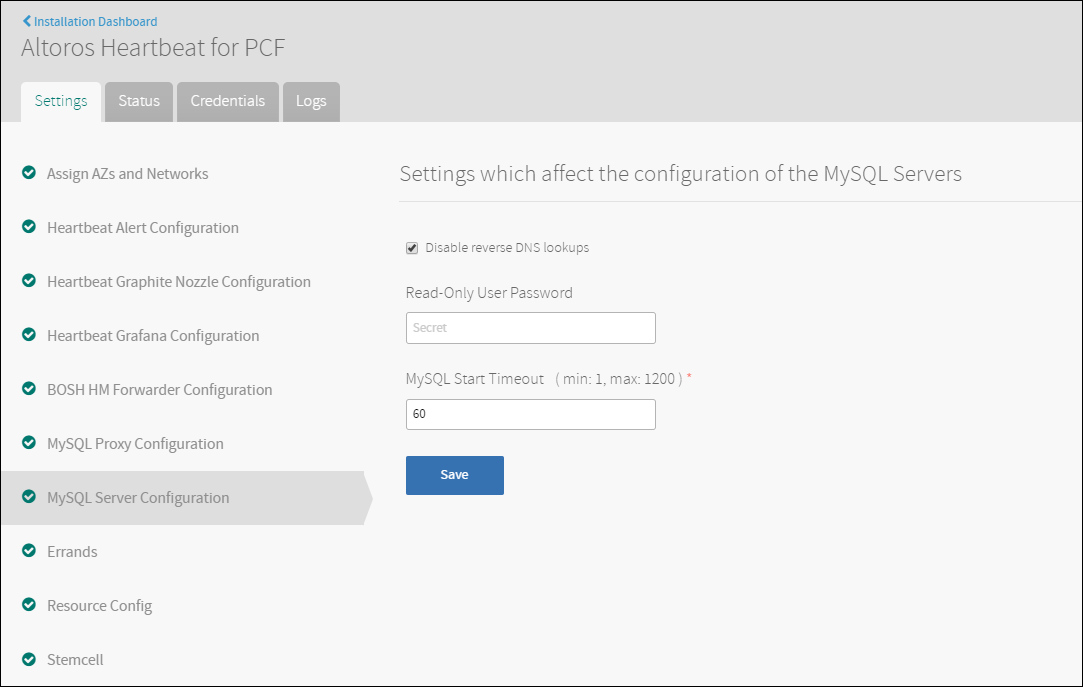 Installation Dashboard
Altoros Heartbeat for PCF
Settings
Status
Credentials
Logs
Assign AZs and Networks
Heartbeat Alert Configuration
Heartbeat Graphite Nozzle Configuration
Heartbeat Grafana Configuration
BOSH HM Forwarder Configuration
MySQL Proxy Configuration
MySQL Server Configuration
Errands
Resource Config
Stemcell
Settings which affect the configuration of the MySQL Servers
Disable reverse DNS lookups
Read-Only User Password
Secret
MySQL Start Timeout ( min: 1, max: 1200 ) *
60
Save